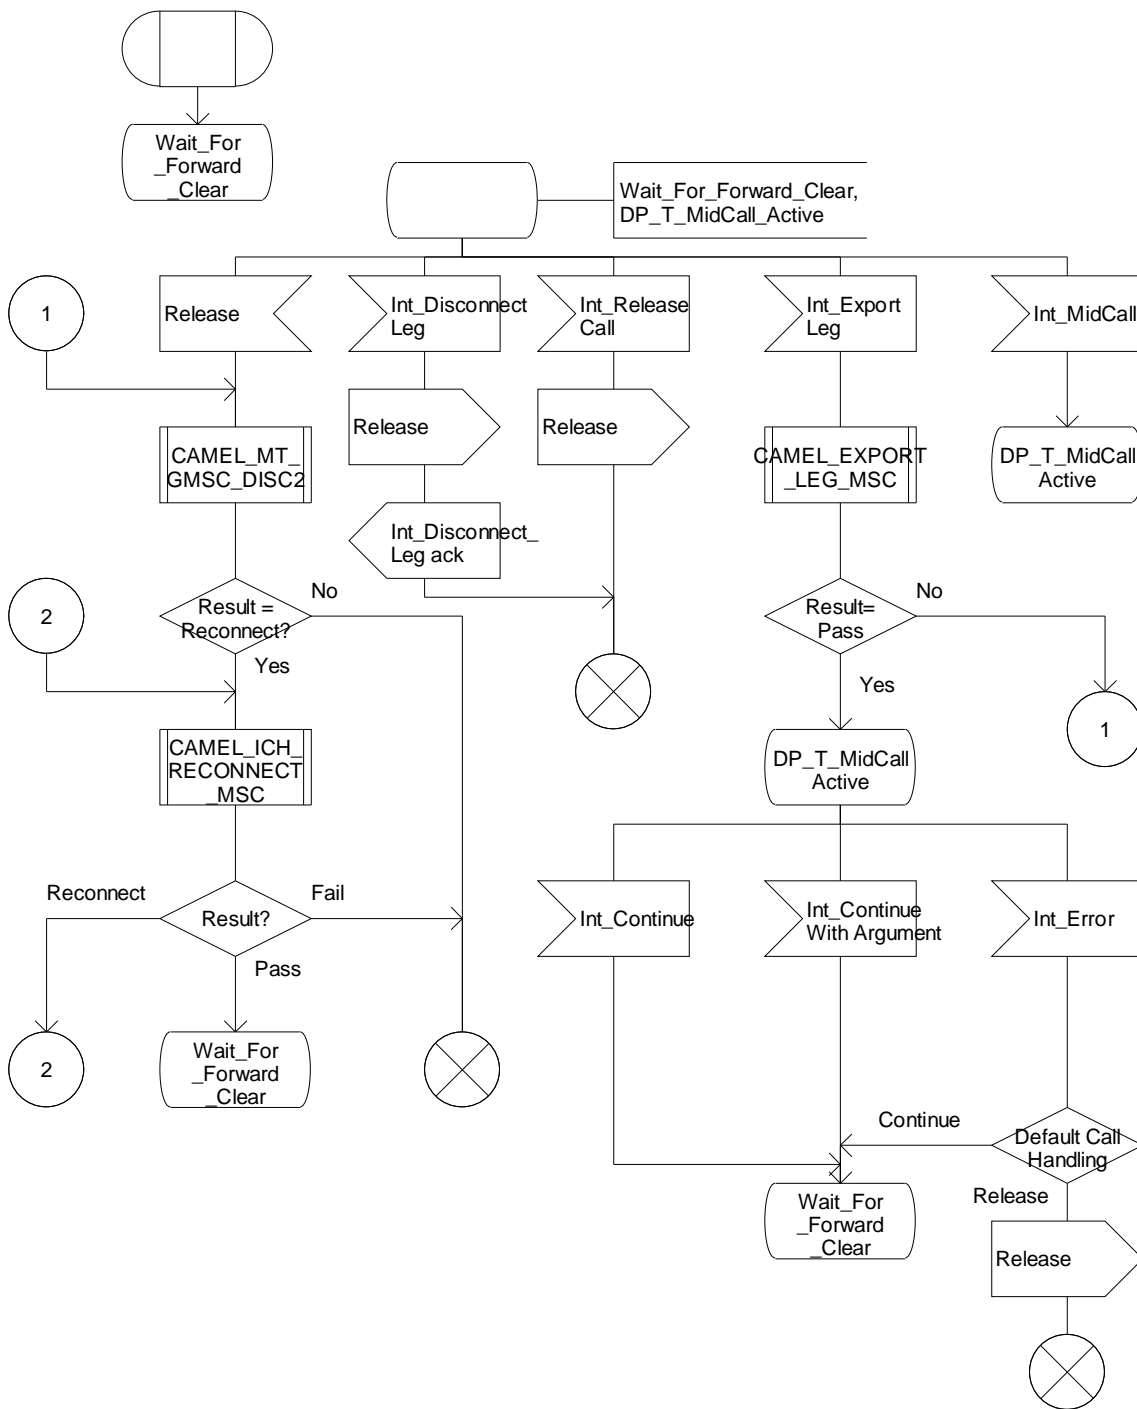 Wait_For
_Forward
_Clear
Wait_For_Forward_Clear,
DP_T_MidCall_Active
1
Release
Int_Disconnect
Leg
Int_Release
Call
Int_Export
Leg
Int_MidCall
Release
Release
CAMEL_MT_
GMSC_DISC2
CAMEL_EXPORT
_LEG_MSC
DP_T_MidCall
Active
Int_Disconnect_
Leg ack
2
Result =
Reconnect?
No
Yes
Result=
Pass
No
Yes
1
CAMEL_ICH_
RECONNECT
_MSC
DP_T_MidCall
Active
Reconnect
Result?
Fail
Pass
Int_Continue
Int_Continue
With Argument
Int_Error
2
Wait_For
_Forward
_Clear
Continue
Default Call
Handling
Release
Wait_For
_Forward
_Clear
Release